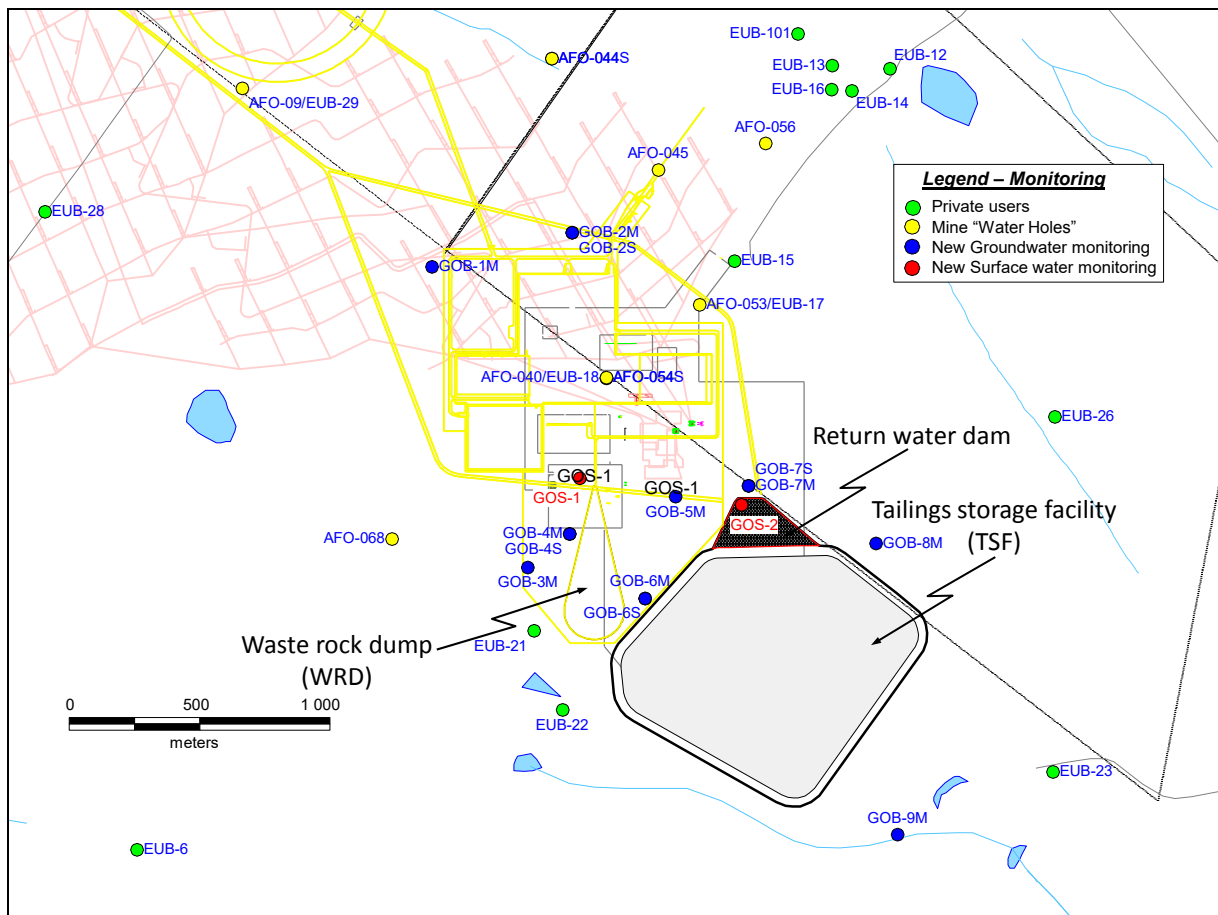 EUB-101
AFO-044S
EUB-13
EUB-12
EUB-16
EUB-14
AFO-09/EUB-29
AFO-056
AFO-045
Legend – Monitoring
Private users
Mine “Water Holes”
New Groundwater monitoring
New Surface water monitoring
EUB-28
GOB-2M
GOB-2S
GOB-1M
EUB-15
AFO-053/EUB-17
AFO-040/EUB-18
AFO-054S
EUB-26
Return water dam
GOB-7S
GOB-7M
GOS-1
GOS-1
GOS-1
GOB-5M
GOS-2
Tailings storage facility
(TSF)
AFO-068
GOB-4M
GOB-4S
GOB-8M
GOB-3M
GOB-6M
GOB-6S
Waste rock dump
(WRD)
EUB-21
0 500 1 000
meters
EUB-22
EUB-23
GOB-9M
EUB-6